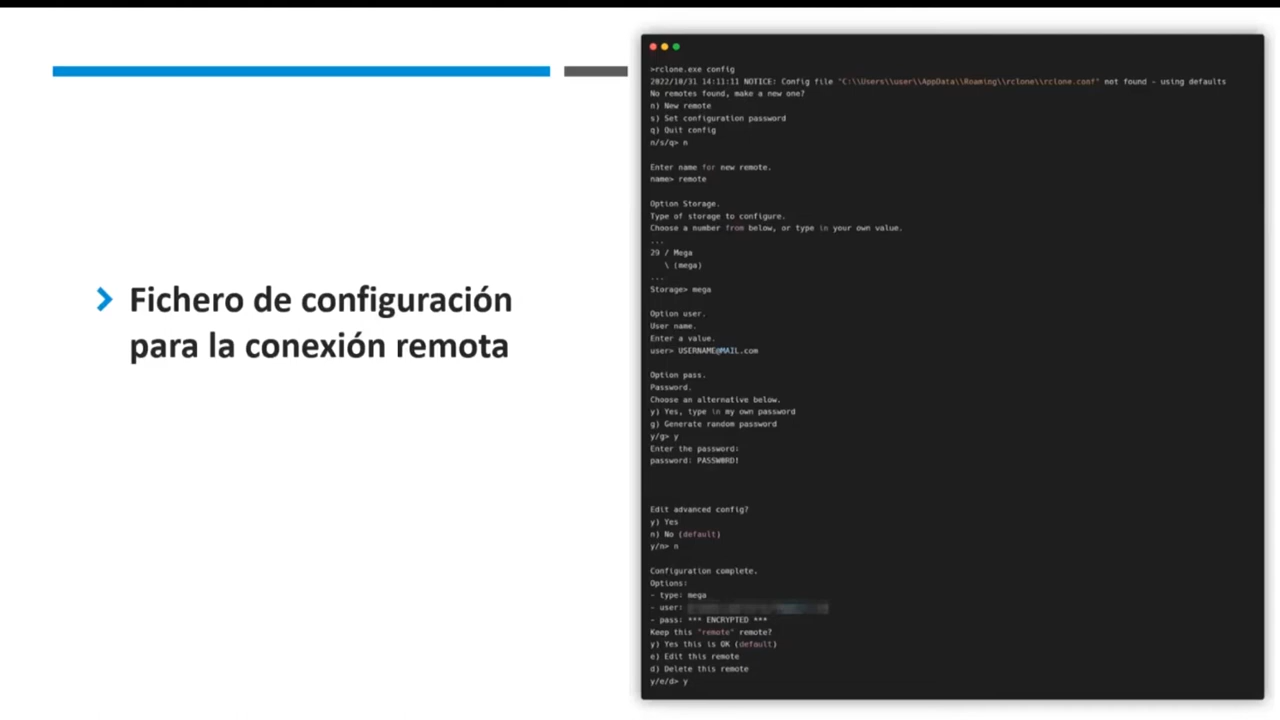 Fichero de configuración
para la conexión remota
>rclone.exe config
2022/10/31 14:11:11 NOTICE: Config file "C:\\Users\\user\\AppData\\Roaming\\rclone\\rclone.conf" not found - using defaults
No remotes found, make a new one?
n) New remote
s) Set configuration password
q) Quit config
n/s/q> n
Enter name for new remote.
name> remote
Option Storage.
Type of storage to configure.
Choose a number from below, or type in your own value.
...
29 / Mega
\ (mega)
...
Storage> mega
Option user.
User name.
Enter a value.
user> USERNAME@MAIL.com
Option pass.
Password.
Choose an alternative below.
y) Yes, type in my own password
g) Generate random password
y/g> y
Enter the password:
password: PASSW0RD!
Edit advanced config?
y) Yes
n) No (default)
y/n> n
Configuration complete.
Options:
- type: mega
- user:
- pass: *** ENCRYPTED ***
Keep this "remote" remote?
y) Yes this is OK (default)
e) Edit this remote
d) Delete this remote
y/e/d> y